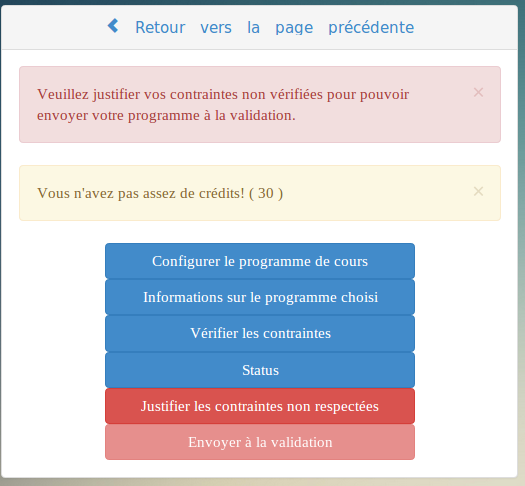 Retour vers la page précédente
Veuillez justifier vos contraintes non vérifiées pour pouvoir
envoyer votre programme à la validation.
×
Vous n'avez pas assez de crédits! ( 30 )
×
Configurer le programme de cours
Informations sur le programme choisi
Vérifier les contraintes
Status
Justifier les contraintes non respectées
Envoyer à la validation